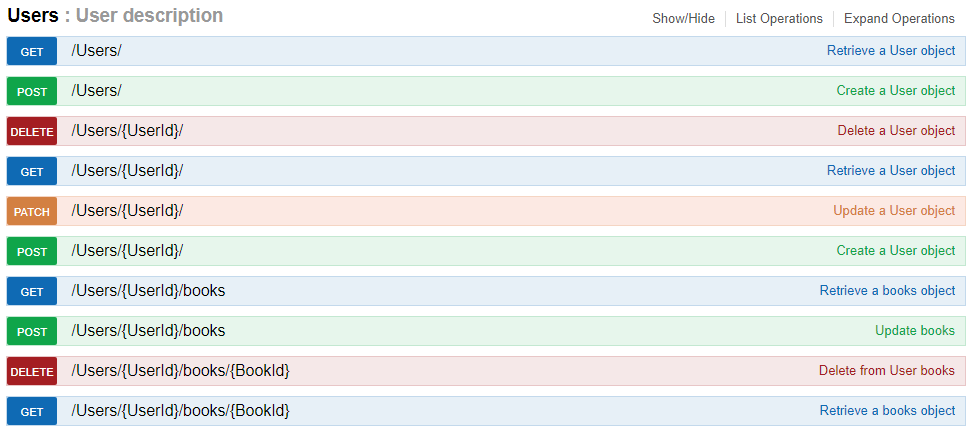 Users : User description Show/Hide List Operations Expand Operations
GET /Users/ Retrieve a User object
POST /Users/ Create a User object
DELETE /Users/{UserId}/ Delete a User object
GET /Users/{UserId}/ Retrieve a User object
PATCH /Users/{UserId}/ Update a User object
POST /Users/{UserId}/ Create a User object
GET /Users/{UserId}/books Retrieve a books object
POST /Users/{UserId}/books Update books
DELETE /Users/{UserId}/books/{BookId} Delete from User books
GET /Users/{UserId}/books/{BookId} Retrieve a books object